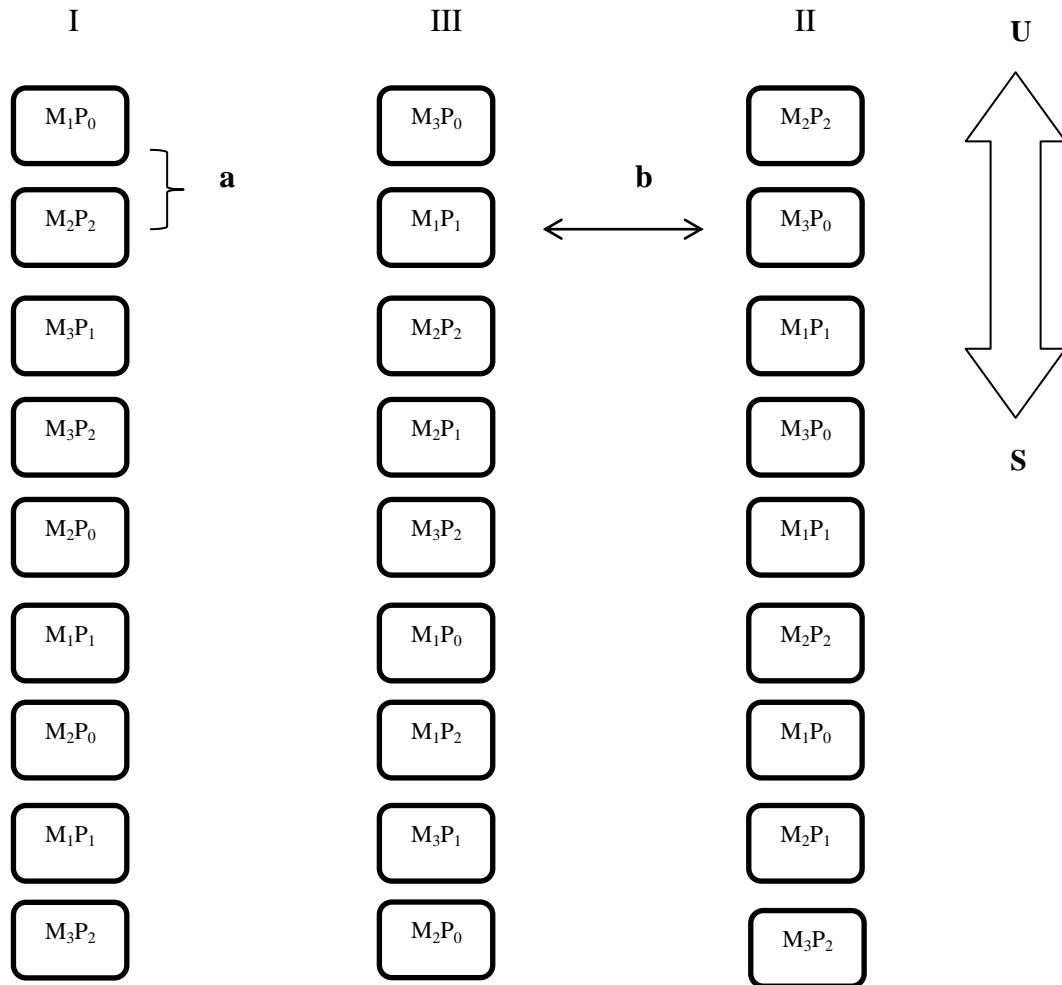 I III II
U
M₁P₀ M₃P₀ M₂P₂
a b
M₂P₂ M₁P₁ M₃P₀
M₃P₁ M₂P₂ M₁P₁
M₃P₂ M₂P₁ M₃P₀
S
M₂P₀ M₃P₂ M₁P₁
M₁P₁ M₁P₀ M₂P₂
M₂P₀ M₁P₂ M₁P₀
M₁P₁ M₃P₁ M₂P₁
M₃P₂ M₂P₀ M₃P₂